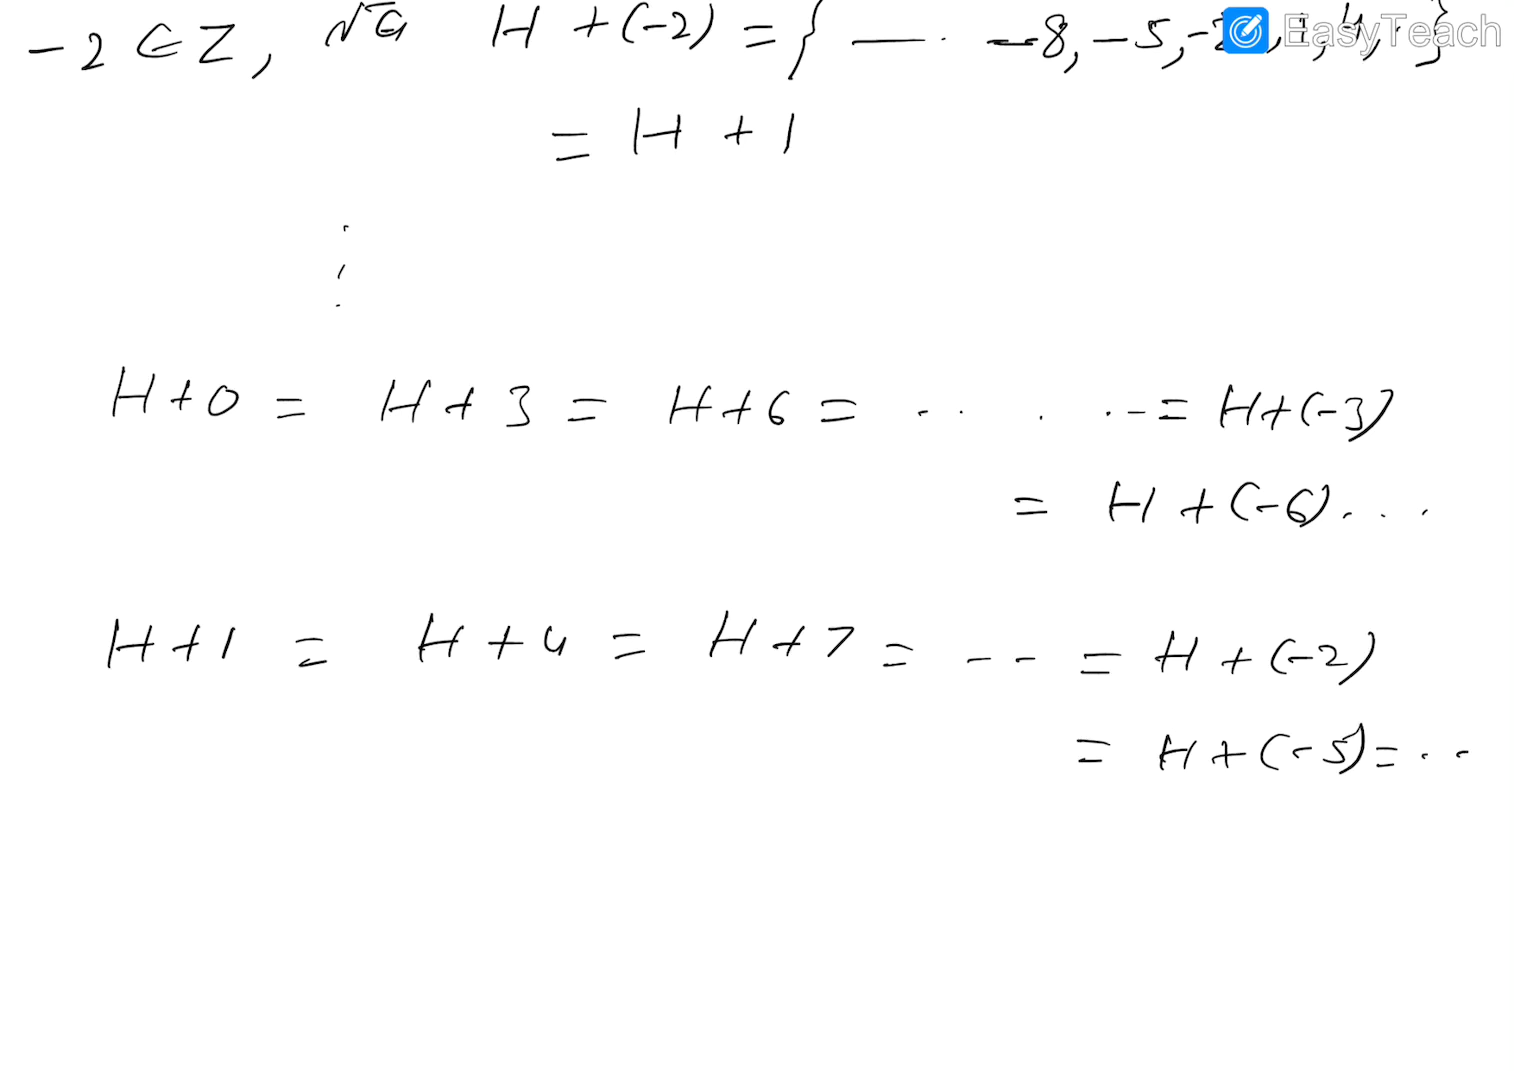 -2 ∈ Z, H + (-2) = { — . -8, -5, -2, 1, 4, . }
EasyTeach
= H + 1
⋮
H + 0 = H + 3 = H + 6 = . . . . - = H + (-3)
= H + (-6) . . .
H + 1 = H + 4 = H + 7 = - - = H + (-2)
= H + (-5) = . .